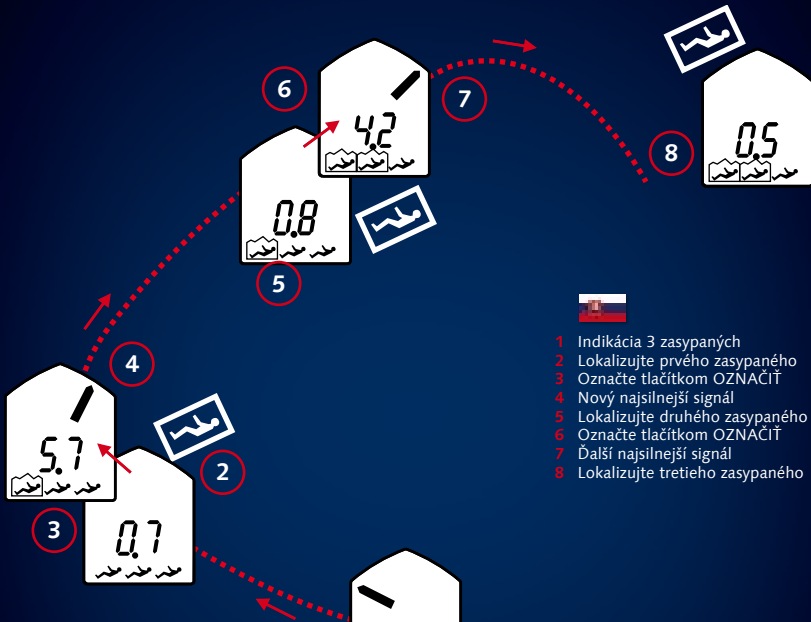 6
4.2
7
8
0.5
0.8
5
4
1 Indikácia 3 zasypaných
2 Lokalizujte prvého zasypaného
3 Označte tlačítkom OZNAČIŤ
4 Nový najsilnejší signál
5 Lokalizujte druhého zasypaného
6 Označte tlačítkom OZNAČIŤ
7 Ďalší najsilnejší signál
8 Lokalizujte tretieho zasypaného
5.7
2
3
0.7